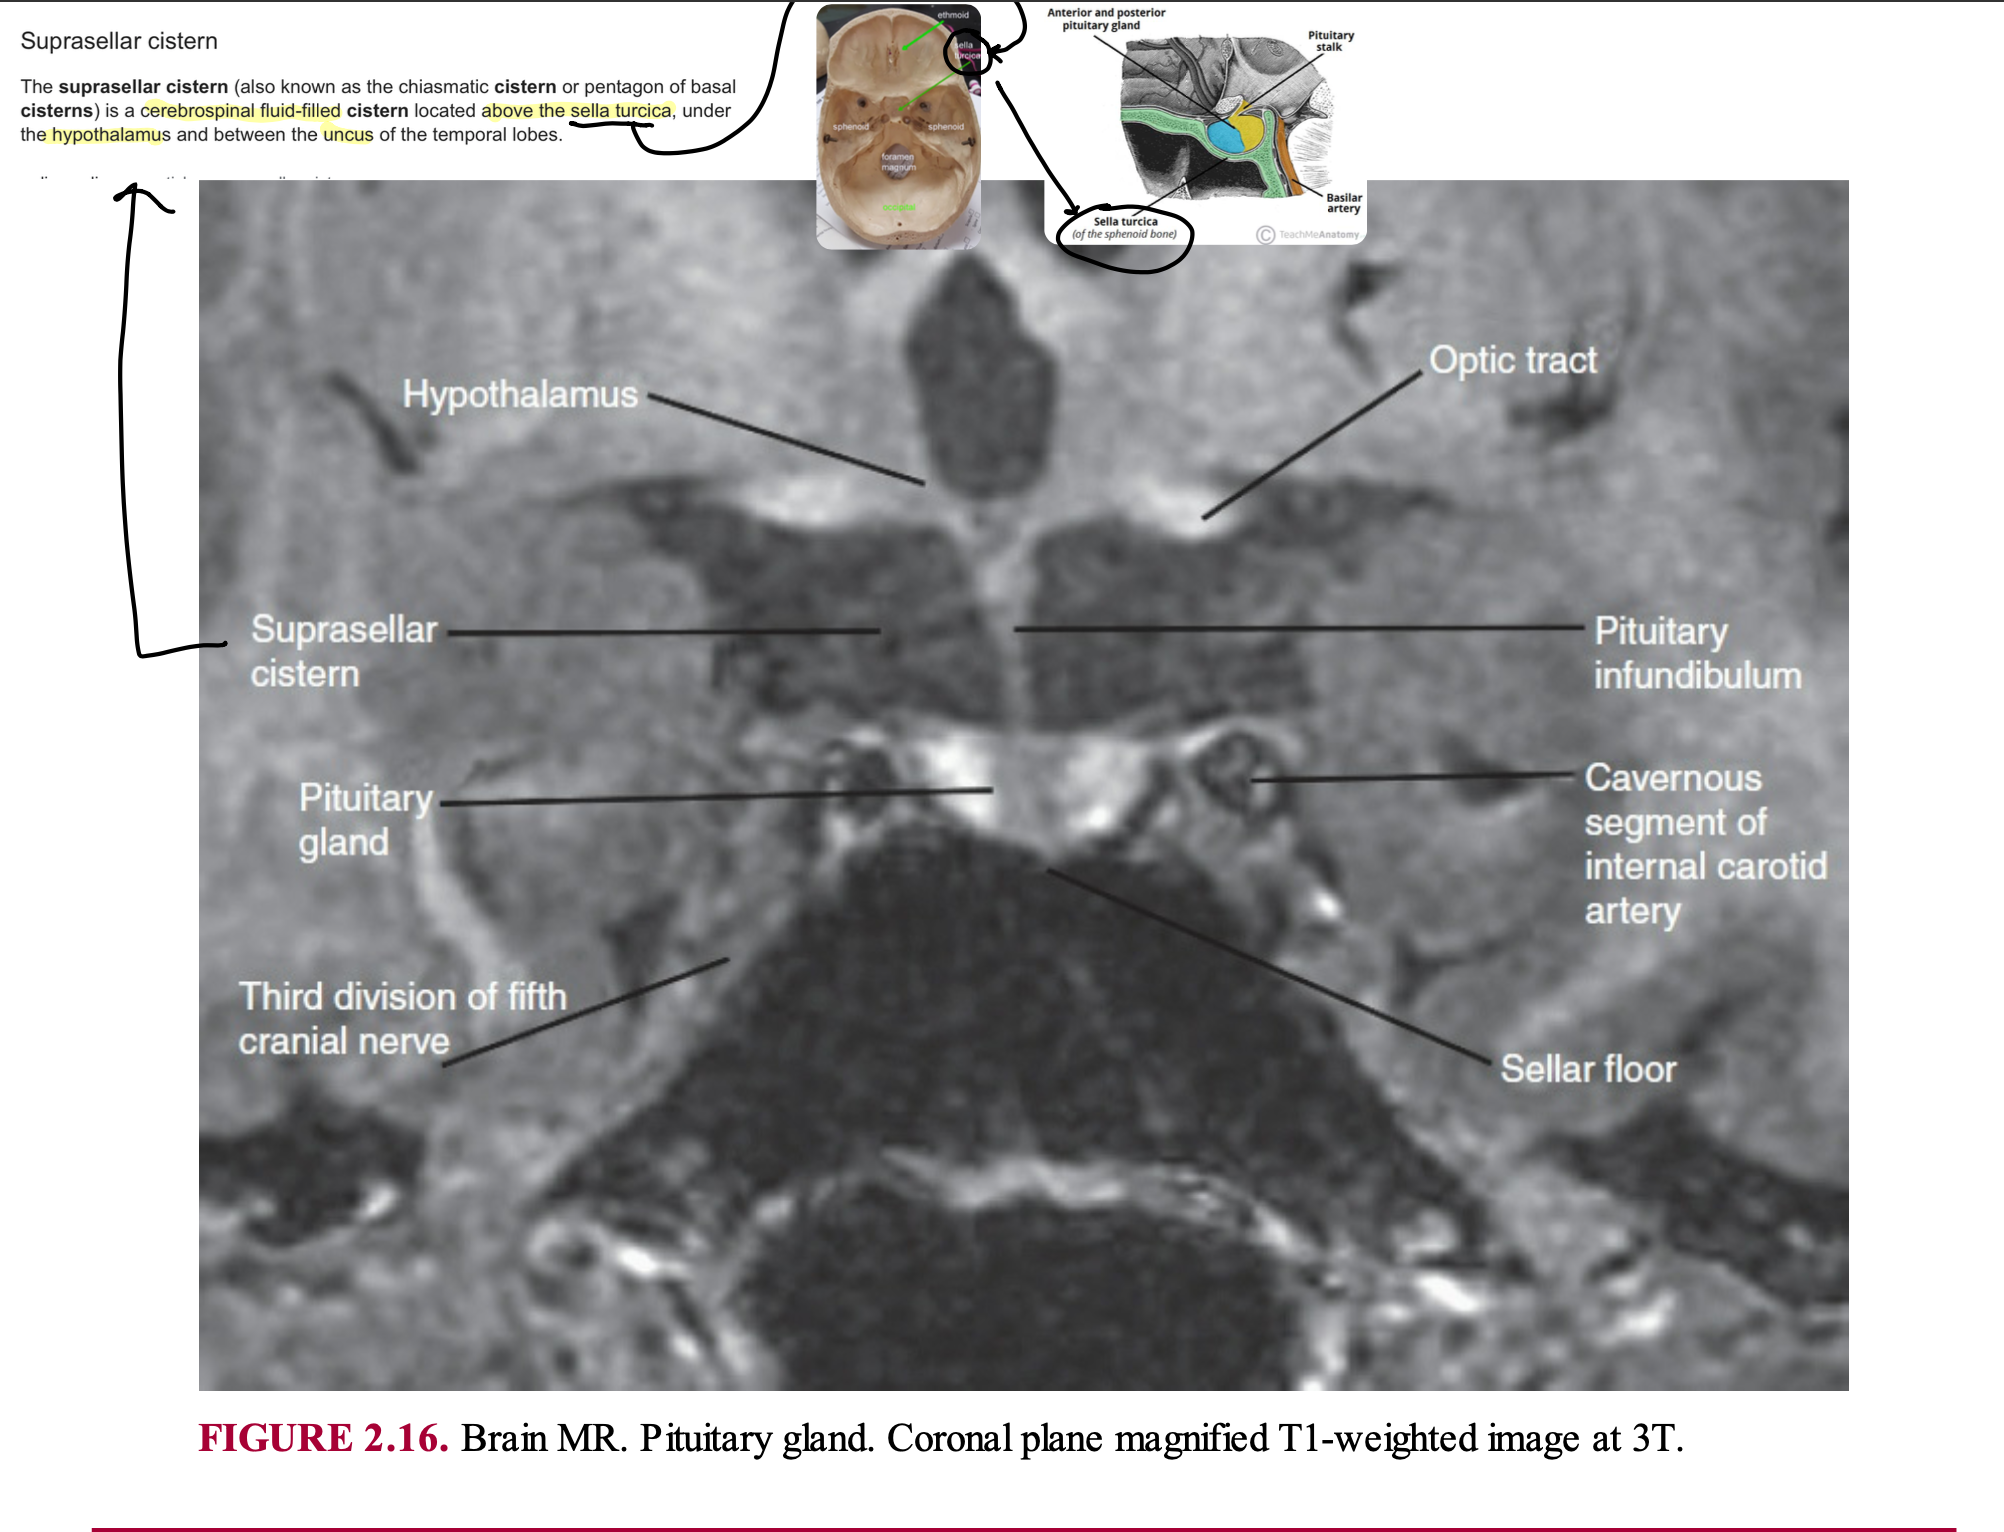 Suprasellar cistern
The suprasellar cistern (also known as the chiasmatic cistern or pentagon of basal
cisterns) is a cerebrospinal fluid-filled cistern located above the sella turcica, under
the hypothalamus and between the uncus of the temporal lobes.
ethmoid
sella
turcica
sphenoid
sphenoid
foramen
magnum
Anterior and posterior
pituitary gland
Pituitary
stalk
Basilar
artery
Sella turcica
(of the sphenoid bone)
© TeachMeAnatomy
Hypothalamus
Optic tract
Suprasellar
cistern
Pituitary
infundibulum
Pituitary
gland
Cavernous
segment of
internal carotid
artery
Third division of fifth
cranial nerve
Sellar floor
FIGURE 2.16. Brain MR. Pituitary gland. Coronal plane magnified T1-weighted image at 3T.